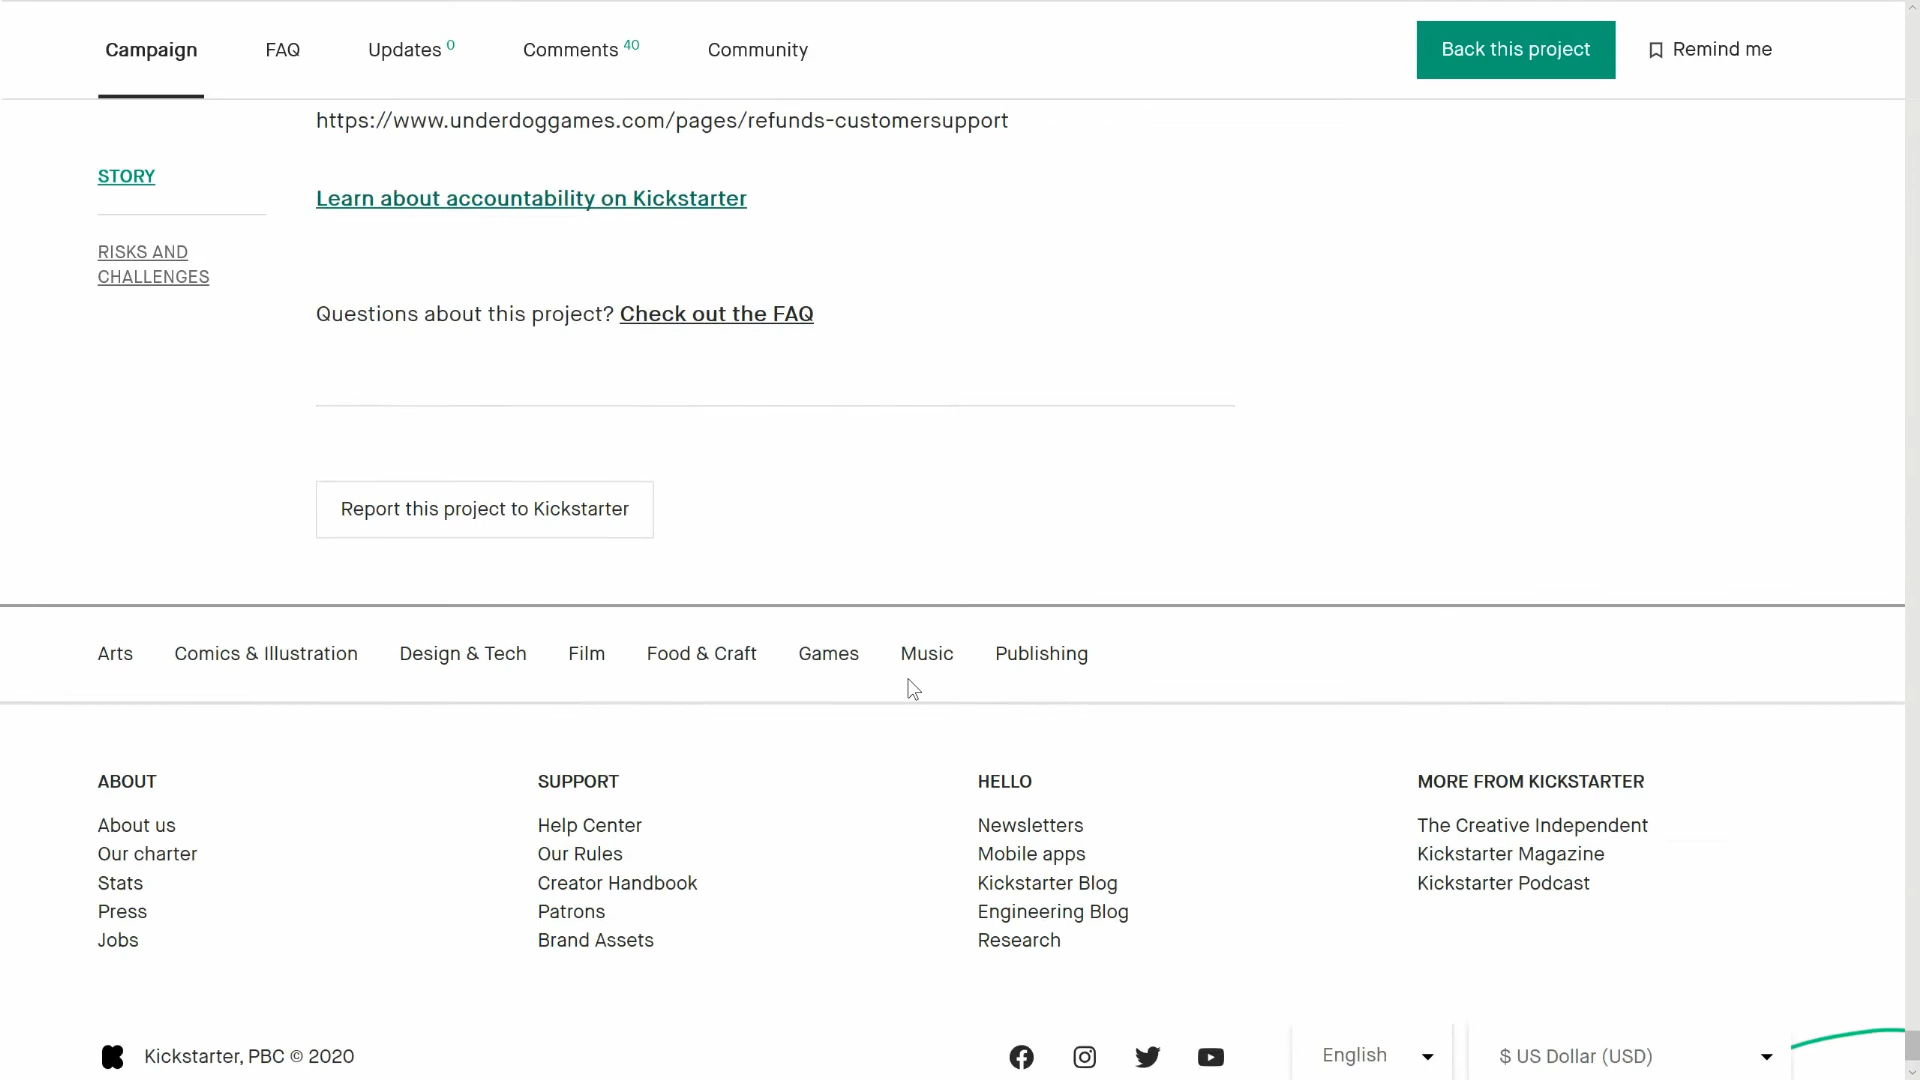 Campaign FAQ Updates 0 Comments 40 Community Back this project Remind me
https://www.underdoggames.com/pages/refunds-customersupport
STORY
Learn about accountability on Kickstarter
RISKS AND
CHALLENGES
Questions about this project? Check out the FAQ
Report this project to Kickstarter
Arts Comics & Illustration Design & Tech Film Food & Craft Games Music Publishing
ABOUT
About us
Our charter
Stats
Press
Jobs
SUPPORT
Help Center
Our Rules
Creator Handbook
Patrons
Brand Assets
HELLO
Newsletters
Mobile apps
Kickstarter Blog
Engineering Blog
Research
MORE FROM KICKSTARTER
The Creative Independent
Kickstarter Magazine
Kickstarter Podcast
Kickstarter, PBC © 2020
English
$ US Dollar (USD)